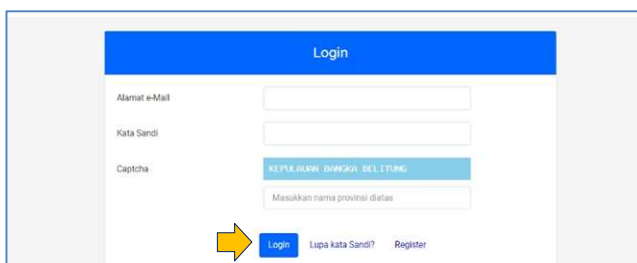 Login
Alamat e-Mail
Kata Sandi
Captcha
KEPULAUAN BANGKA BELITUNG
Masukkan nama provinsi diatas
Login Lupa kata Sandi? Register